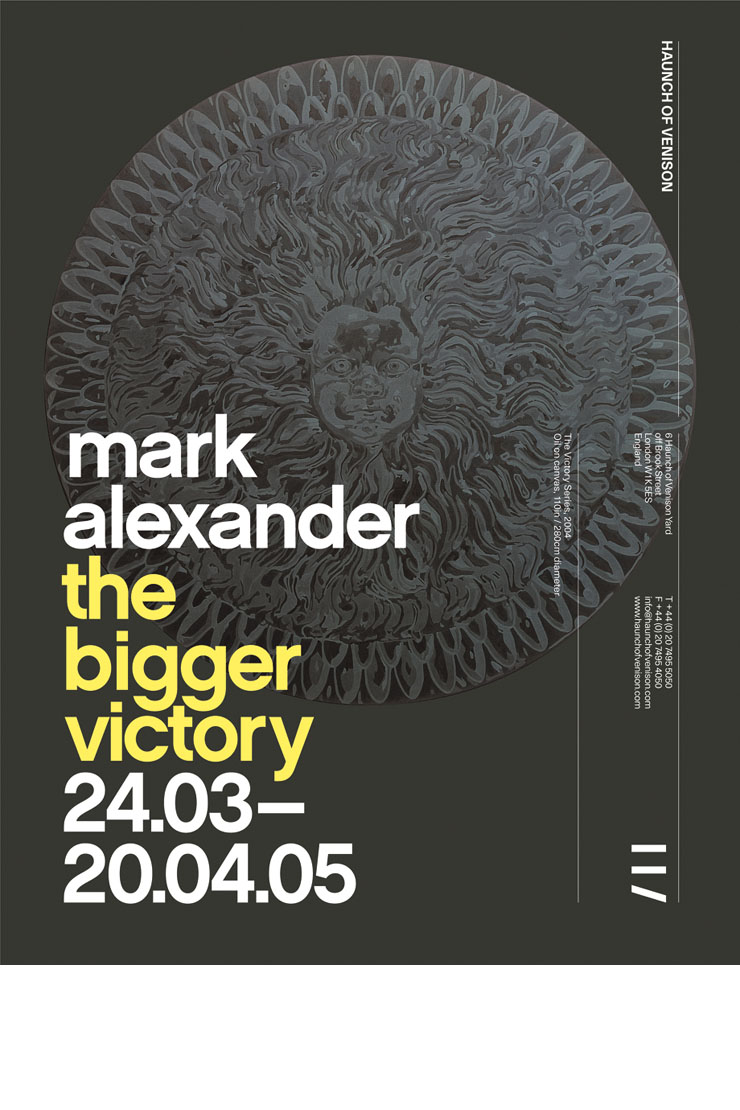 HAUNCH OF VENISON
6 Haunch of Venison Yard
off Brook Street
London W1K 5ES
England
T + 44 (0) 20 7495 5050
F + 44 (0) 20 7495 4050
info@haunchofvenison.com
www.haunchofvenison.com
The Victory Series, 2004
Oil on canvas, 110in / 280cm diameter
mark
alexander
the
bigger
victory
24.03–
20.04.05